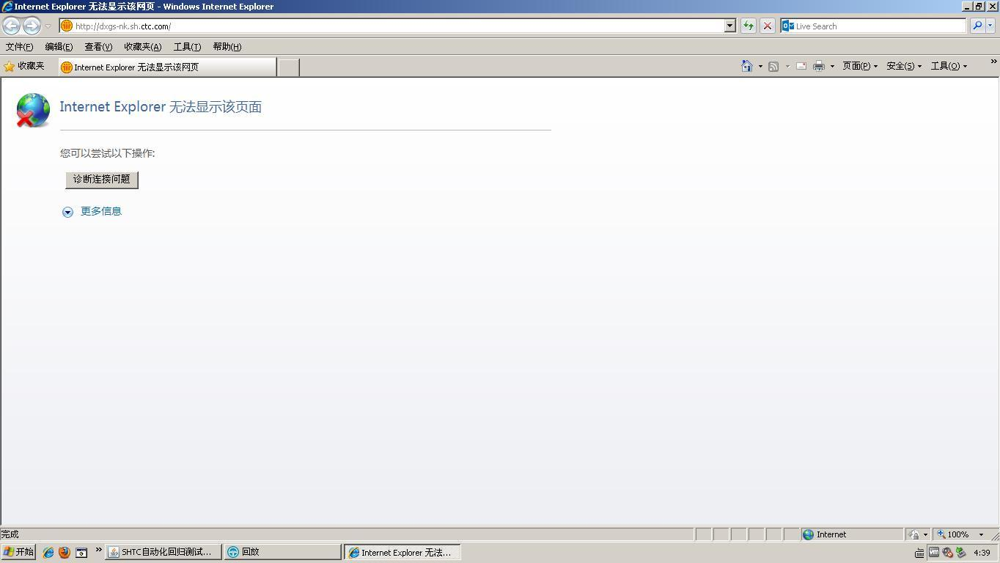 Internet Explorer 无法显示该网页 - Windows Internet Explorer
http://dxgs-nk.sh.ctc.com/
Live Search
文件(F) 编辑(E) 查看(V) 收藏夹(A) 工具(T) 帮助(H)
收藏夹 Internet Explorer 无法显示该网页 页面(P) 安全(S) 工具(O) »
Internet Explorer 无法显示该页面
您可以尝试以下操作:
诊断连接问题
更多信息
完成 Internet 100%
开始 » SHTC自动化回归测试... 回放 Internet Explorer 无法... 4:39